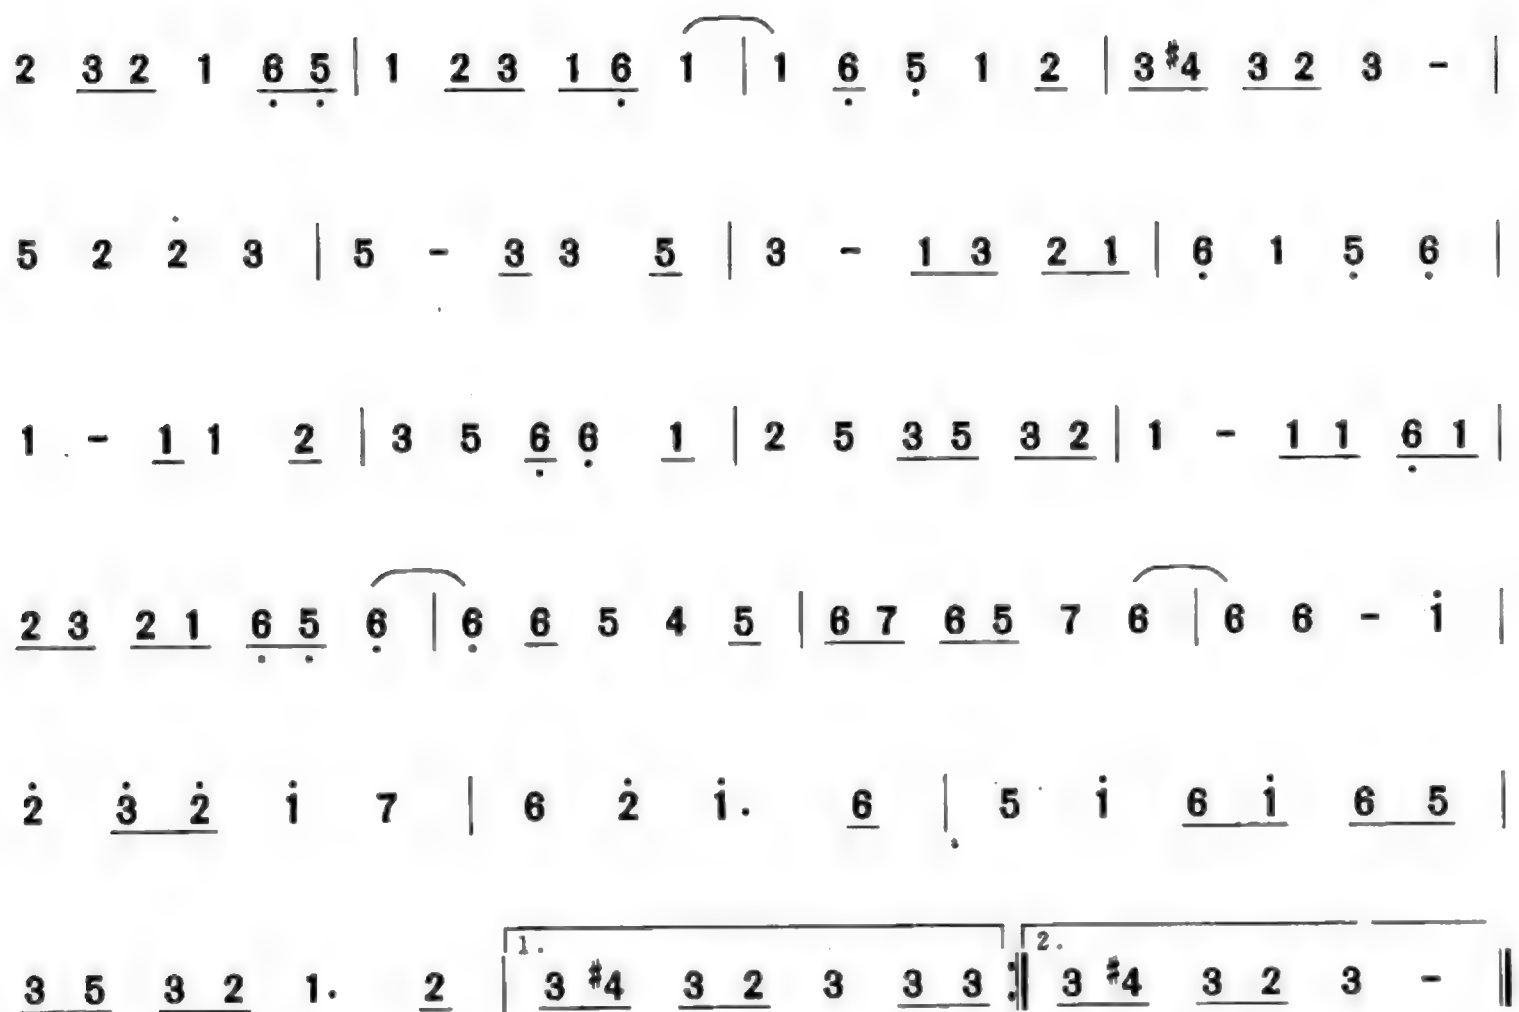 2 3 2 1 6̣ 5̣ | 1 2 3 1 6̣ 1 | 1 6̣ 5̣ 1 2 | 3 #4 3 2 3 - |
5 2 2 3 | 5 - 3 3 5 | 3 - 1 3 2 1 | 6̣ 1 5̣ 6̣ |
1 - 1 1 2 | 3 5 6̣ 6̣ 1 | 2 5 3 5 3 2 | 1 - 1 1 6̣ 1 |
2 3 2 1 6̣ 5̣ 6̣ | 6̣ 6 5 4 5 | 6 7 6 5 7 6 | 6 6 - 1̇ |
2̇ 3̇ 2̇ 1̇ 7 | 6 2̇ 1̇. 6 | 5 1̇ 6 1̇ 6 5 |
3 5 3 2 1. 2 | 1. 3 #4 3 2 3 3 3 :‖ 2. 3 #4 3 2 3 - ‖